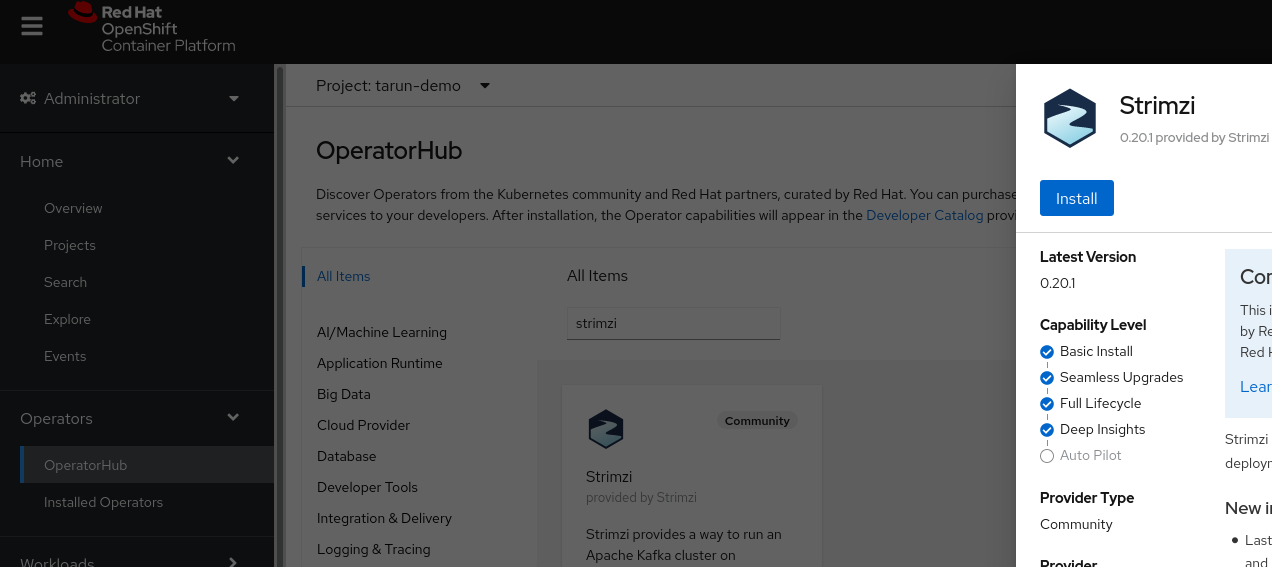 Red Hat
OpenShift
Container Platform
Administrator
Home
Overview
Projects
Search
Explore
Events
Operators
OperatorHub
Installed Operators
Workloads
Project: tarun-demo
OperatorHub
Discover Operators from the Kubernetes community and Red Hat partners, curated by Red Hat. You can purchase
services to your developers. After installation, the Operator capabilities will appear in the Developer Catalog
All Items
AI/Machine Learning
Application Runtime
Big Data
Cloud Provider
Database
Developer Tools
Integration & Delivery
Logging & Tracing
All Items
strimzi
Community
Strimzi
provided by Strimzi
Strimzi provides a way to run an
Apache Kafka cluster on
Strimzi
0.20.1 provided by Strimzi
Install
Latest Version
0.20.1
Capability Level
Basic Install
Seamless Upgrades
Full Lifecycle
Deep Insights
Auto Pilot
Provider Type
Community
Provider
This
by
Red
Strimzi
New
Last
and